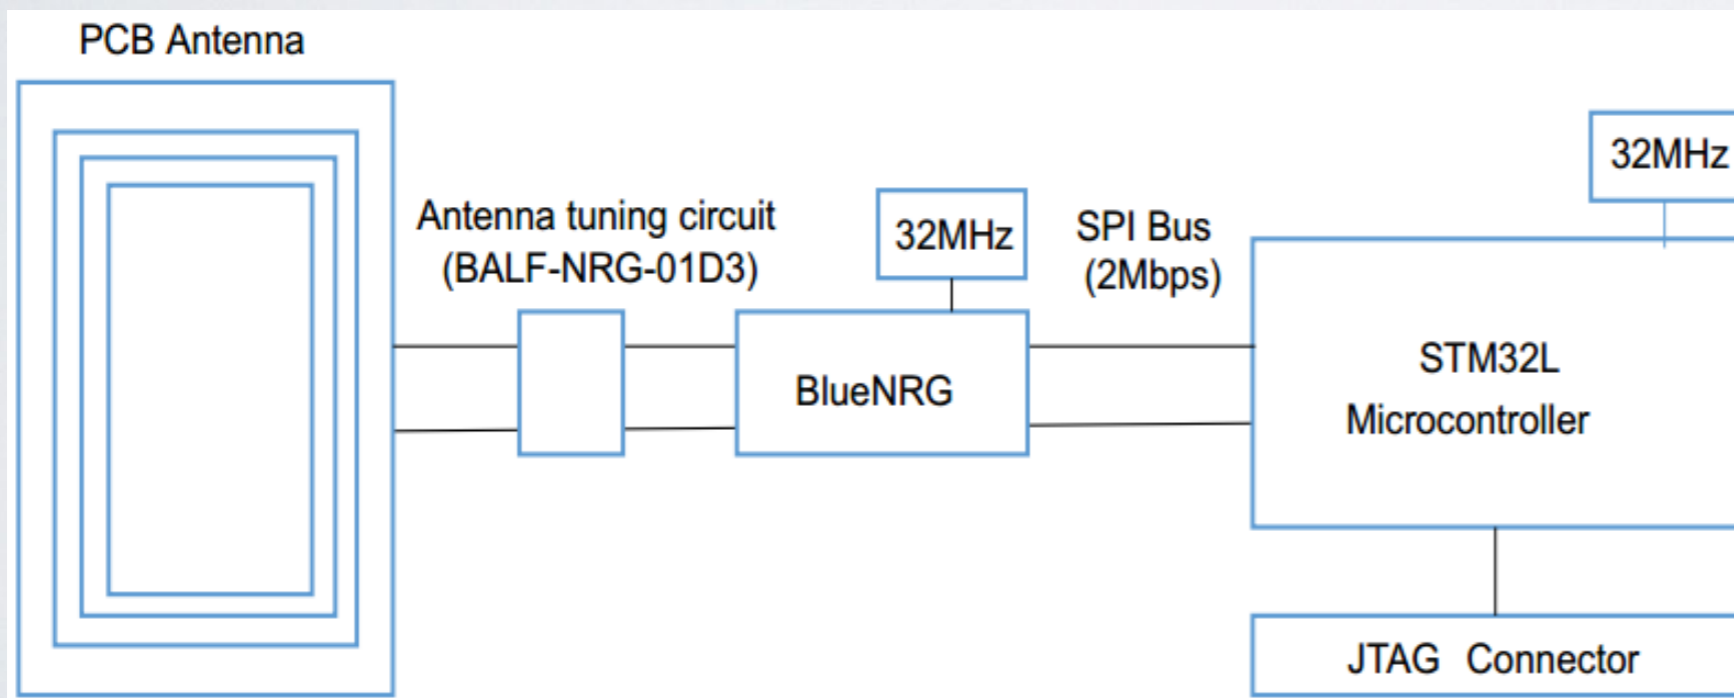 PCB Antenna
Antenna tuning circuit
(BALF-NRG-01D3)
32MHz
SPI Bus
(2Mbps)
32MHz
BlueNRG
STM32L
Microcontroller
JTAG Connector